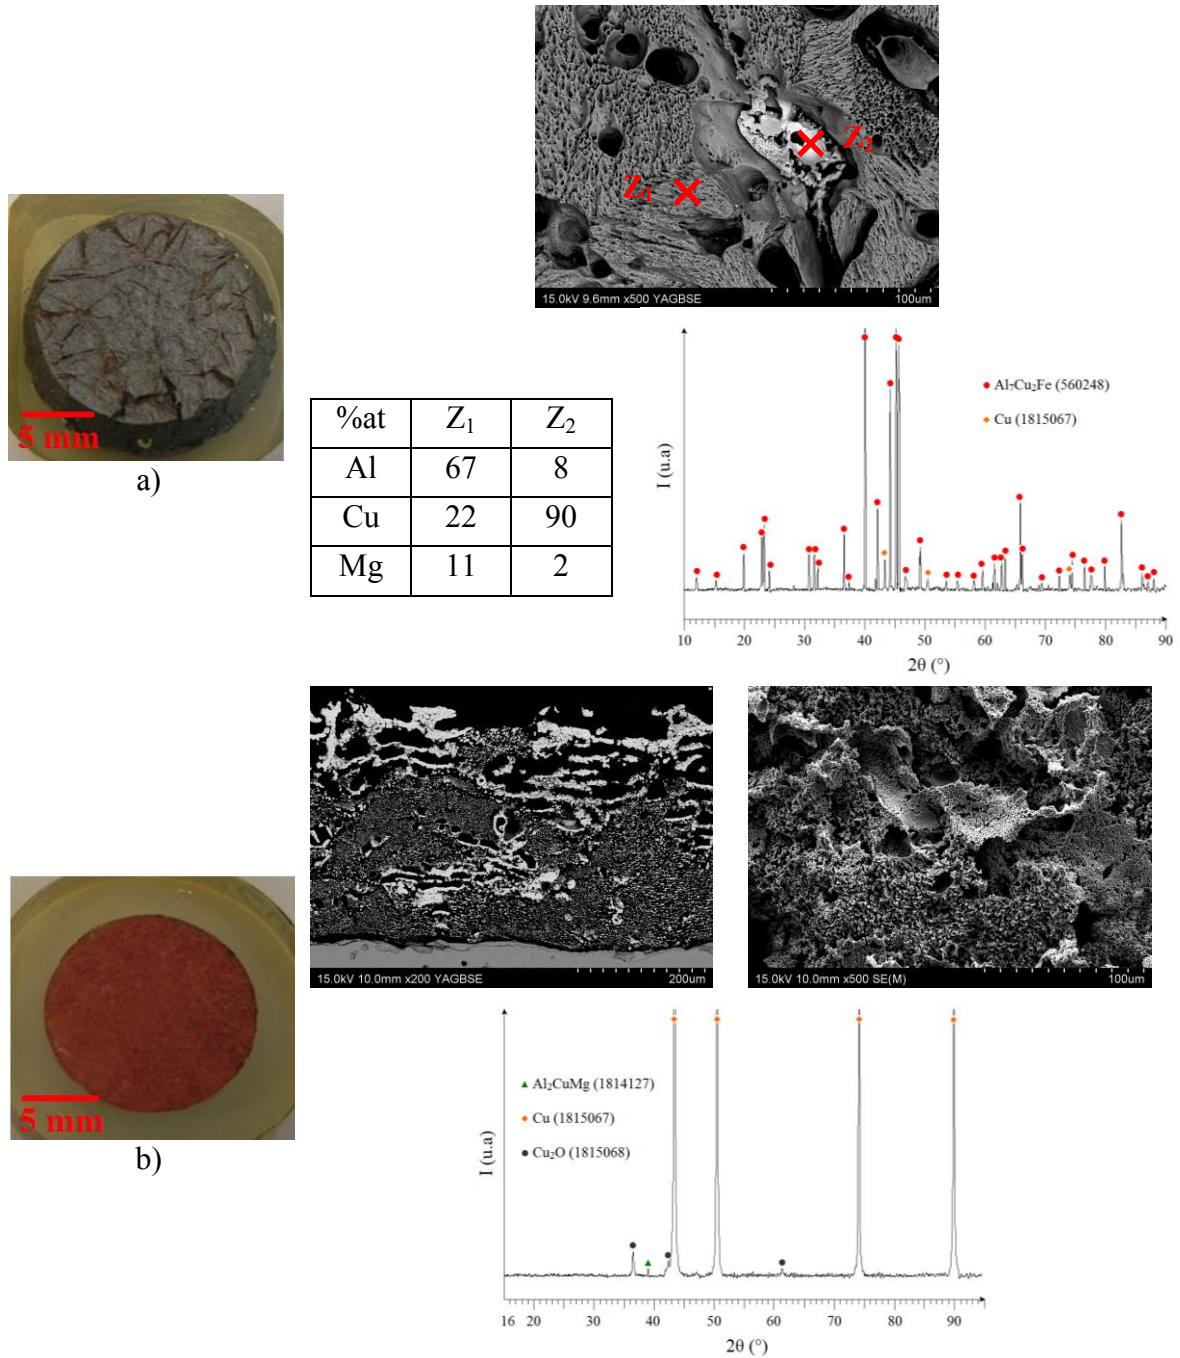 Z₁
Z₂
15.0kV 9.6mm x500 YAGBSE
100um
5 mm
a)
%at Z₁ Z₂
Al 67 8
Cu 22 90
Mg 11 2
I (u.a)
Al₇Cu₂Fe (560248)
Cu (1815067)
10 20 30 40 50 60 70 80 90
2θ (°)
15.0kV 10.0mm x200 YAGBSE
200um
15.0kV 10.0mm x500 SE(M)
100um
5 mm
b)
I (u.a)
Al₂CuMg (1814127)
Cu (1815067)
Cu₂O (1815068)
16 20 30 40 50 60 70 80 90
2θ (°)